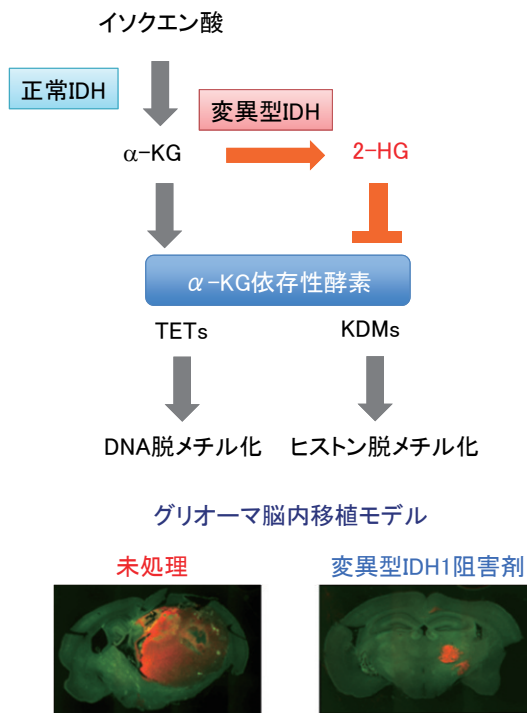 イソクエン酸
正常IDH
変異型IDH
α-KG
2-HG
α-KG依存性酵素
TETs
KDMs
DNA脱メチル化
ヒストン脱メチル化
グリオーマ脳内移植モデル
未処理
変異型IDH1阻害剤